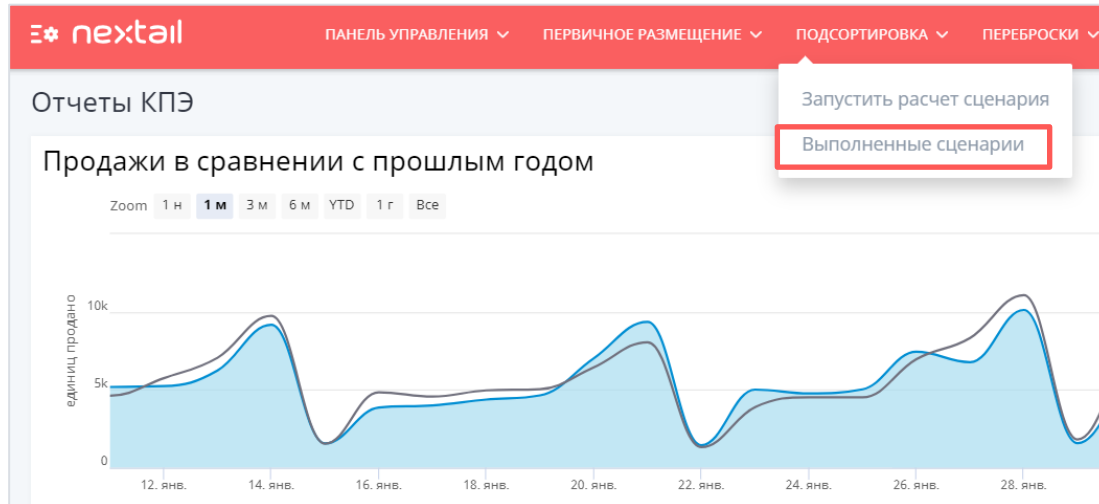 nextail
ПАНЕЛЬ УПРАВЛЕНИЯ ПЕРВИЧНОЕ РАЗМЕЩЕНИЕ ПОДСОРТИРОВКА ПЕРЕБРОСКИ
Запустить расчет сценария
Выполненные сценарии
Отчеты КПЭ
Продажи в сравнении с прошлым годом
Zoom 1 н 1 м 3 м 6 м YTD 1 г Все
единиц продано
10k
5k
0
12. янв. 14. янв. 16. янв. 18. янв. 20. янв. 22. янв. 24. янв. 26. янв. 28. янв.